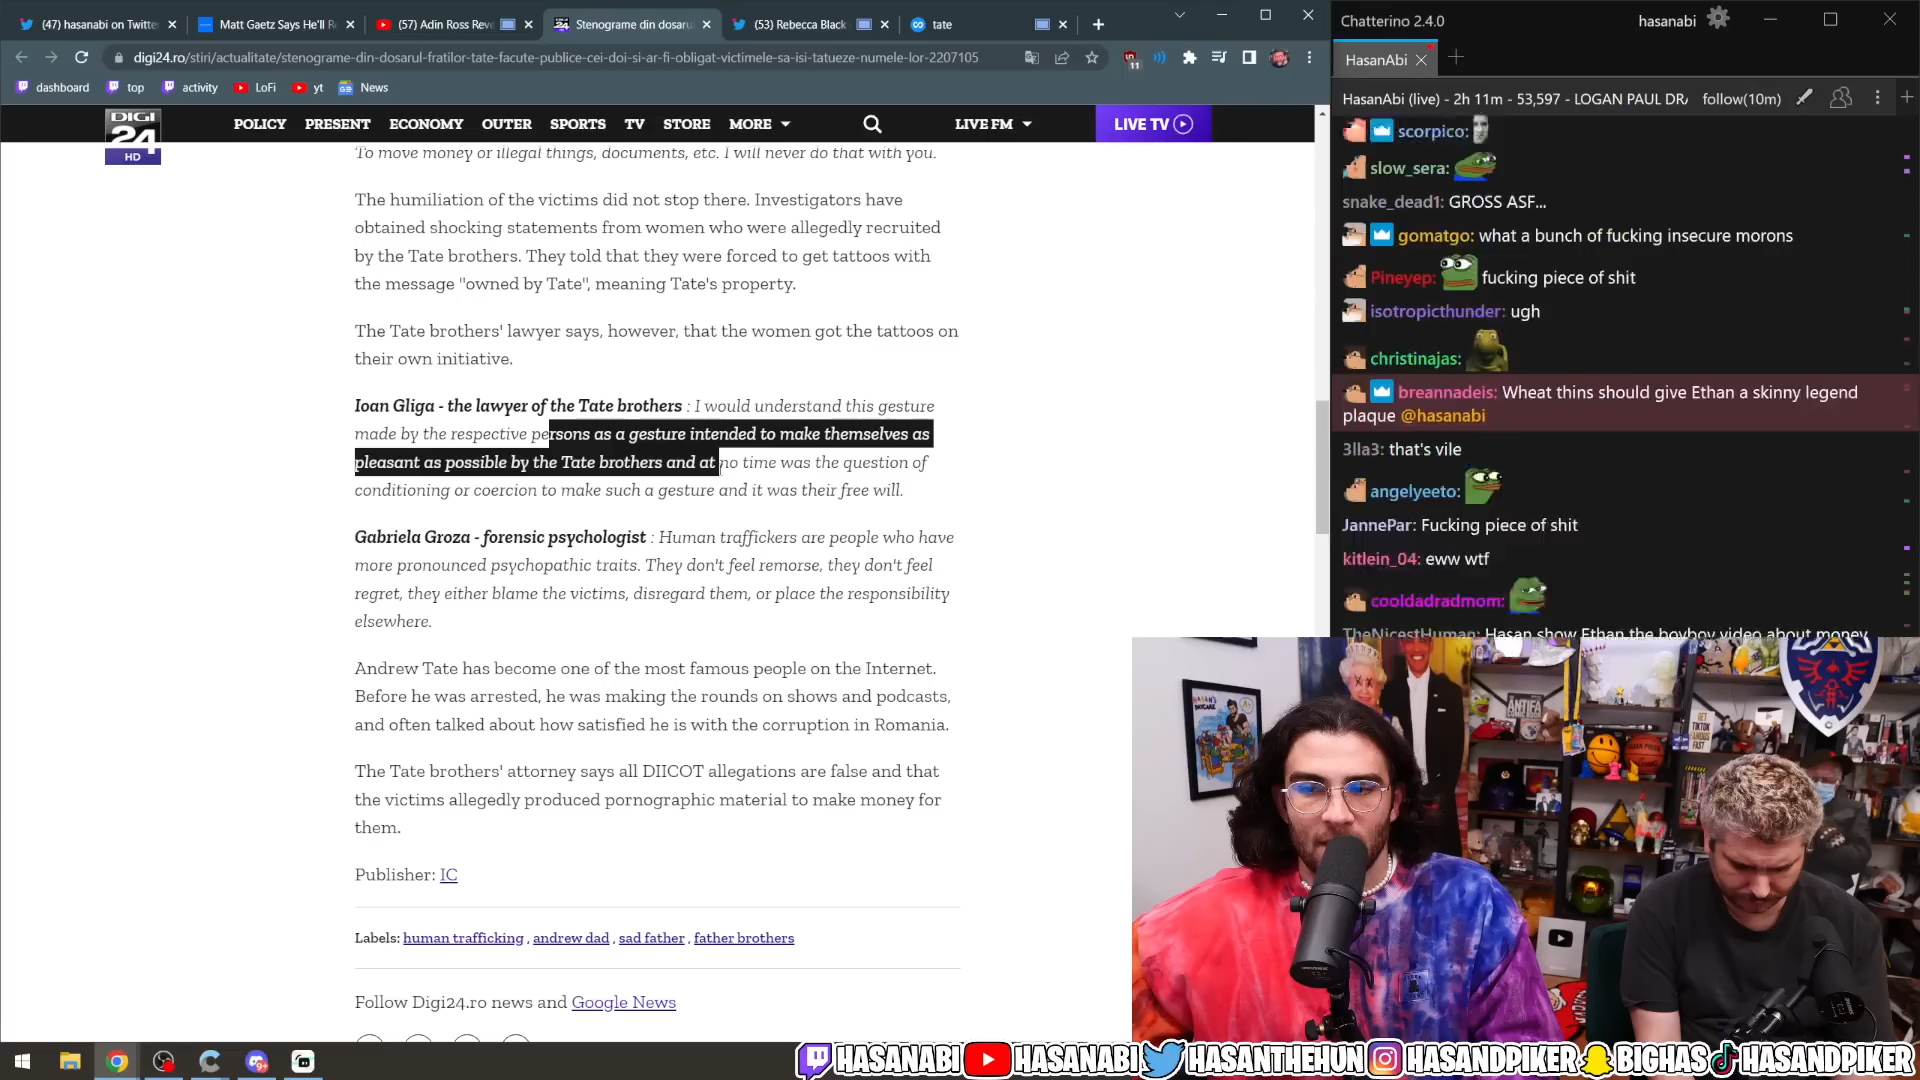 (47) hasanabi on Twitte
Matt Gaetz Says He'll R
(57) Adin Ross Rev
Stenograme din dosaru
(53) Rebecca Black
tate
digi24.ro/stiri/actualitate/stenograme-din-dosarul-fratilor-tate-facute-publice-cei-doi-si-ar-fi-obligat-victimele-sa-isi-tatueze-numele-lor-2207105
11
dashboard
top
activity
LoFi
yt
News
DIGI 24 HD
POLICY
PRESENT
ECONOMY
OUTER
SPORTS
TV
STORE
MORE
LIVE FM
LIVE TV
To move money or illegal things, documents, etc. I will never do that with you.
The humiliation of the victims did not stop there. Investigators have
obtained shocking statements from women who were allegedly recruited
by the Tate brothers. They told that they were forced to get tattoos with
the message "owned by Tate", meaning Tate's property.
The Tate brothers' lawyer says, however, that the women got the tattoos on
their own initiative.
Ioan Gliga - the lawyer of the Tate brothers : I would understand this gesture
made by the respective persons as a gesture intended to make themselves as
pleasant as possible by the Tate brothers and at no time was the question of
conditioning or coercion to make such a gesture and it was their free will.
Gabriela Groza - forensic psychologist : Human traffickers are people who have
more pronounced psychopathic traits. They don't feel remorse, they don't feel
regret, they either blame the victims, disregard them, or place the responsibility
elsewhere.
Andrew Tate has become one of the most famous people on the Internet.
Before he was arrested, he was making the rounds on shows and podcasts,
and often talked about how satisfied he is with the corruption in Romania.
The Tate brothers' attorney says all DIICOT allegations are false and that
the victims allegedly produced pornographic material to make money for
them.
Publisher: IC
Labels: human trafficking , andrew dad , sad father , father brothers
Follow Digi24.ro news and Google News
Chatterino 2.4.0
hasanabi
HasanAbi
HasanAbi (live) - 2h 11m - 53,597 - LOGAN PAUL DRA
follow(10m)
scorpico:
slow_sera:
snake_dead1: GROSS ASF...
gomatgo: what a bunch of fucking insecure morons
Pineyep: fucking piece of shit
isotropicthunder: ugh
christinajas:
breannadeis: Wheat thins should give Ethan a skinny legend
plaque @hasanabi
3lla3: that's vile
angelyeeto:
JannePar: Fucking piece of shit
kitlein_04: eww wtf
cooldadradmom:
TheNicestHuman: Hasan show Ethan the boyboy video about money
ANTIFA
GET TIKTOK FAMOUS FAST
YouTube
HASANABI
HASANABI
HASANTHEHUN
HASANDPIKER
BIGHAS
HASANDPIKER